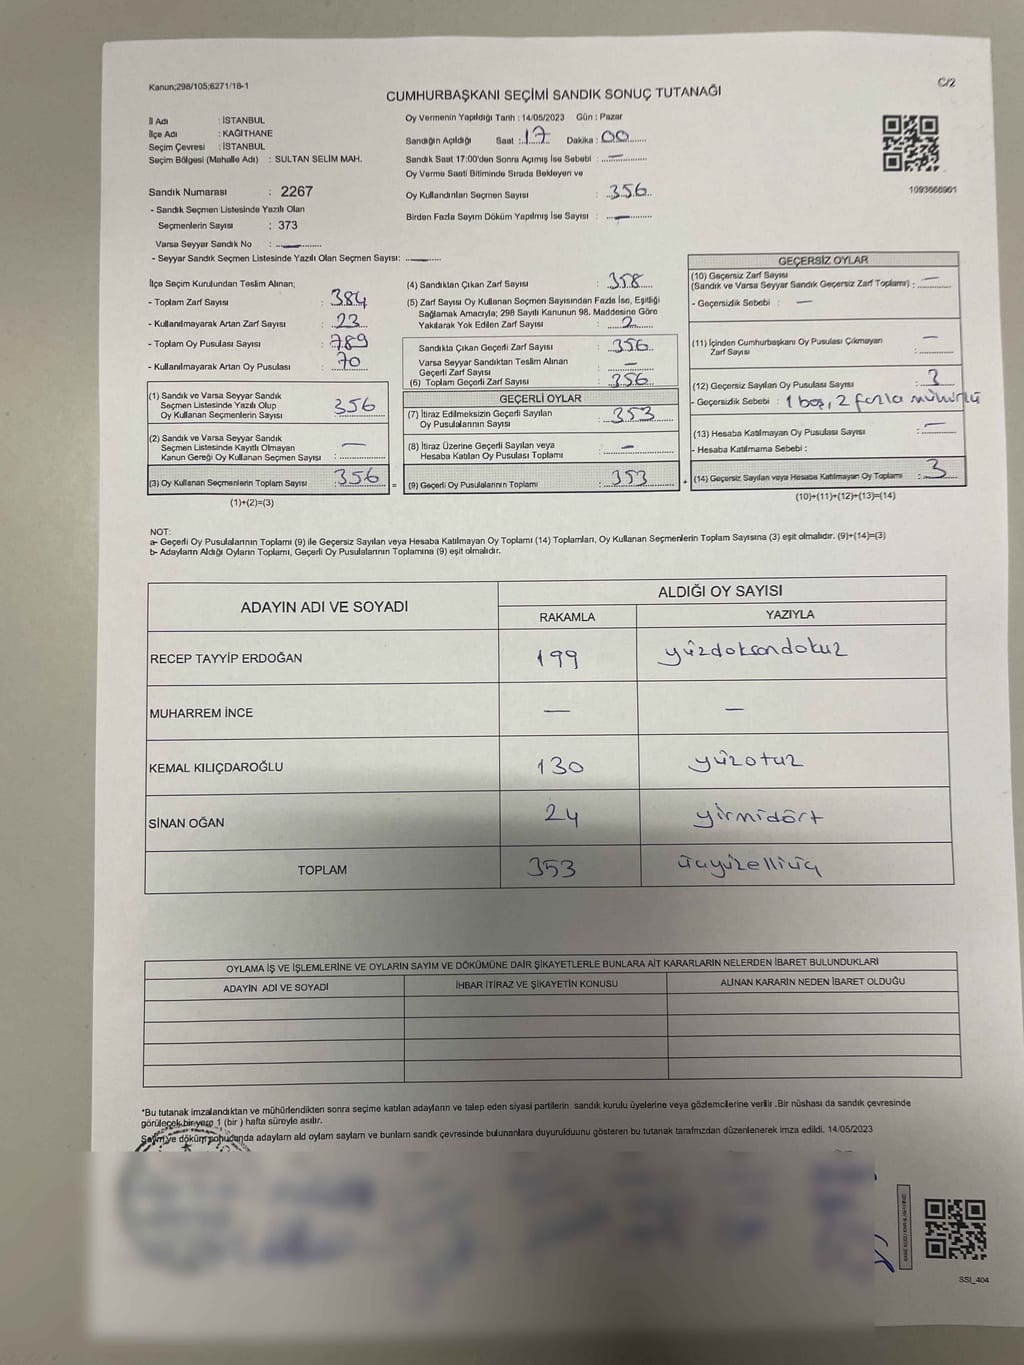 Kanun;298/105;6271/18-1
C/2
CUMHURBAŞKANI SEÇİMİ SANDIK SONUÇ TUTANAĞI
İl Adı : İSTANBUL
İlçe Adı : KAĞITHANE
Seçim Çevresi : İSTANBUL
Seçim Bölgesi (Mahalle Adı) : SULTAN SELİM MAH.
Oy Vermenin Yapıldığı Tarih : 14/05/2023 Gün : Pazar
Sandığın Açıldığı Saat : 17 Dakika : 00
Sandık Saat 17:00'den Sonra Açımış İse Sebebi : —
Oy Verme Saati Bitiminde Sırada Bekleyen ve
Oy Kullandırılan Seçmen Sayısı : 356
Birden Fazla Sayım Döküm Yapılmış İse Sayısı : —
1093666901
Sandık Numarası : 2267
- Sandık Seçmen Listesinde Yazılı Olan
Seçmenlerin Sayısı : 373
Varsa Seyyar Sandık No : —
- Seyyar Sandık Seçmen Listesinde Yazılı Olan Seçmen Sayısı: —
İlçe Seçim Kurulundan Teslim Alınan;
- Toplam Zarf Sayısı : 384
- Kullanılmayarak Artan Zarf Sayısı : 23
- Toplam Oy Pusulası Sayısı : 789
- Kullanılmayarak Artan Oy Pusulası : 70
(1) Sandık ve Varsa Seyyar Sandık
Seçmen Listesinde Yazılı Olup
Oy Kullanan Seçmenlerin Sayısı : 356
(2) Sandık ve Varsa Seyyar Sandık
Seçmen Listesinde Kayıtlı Olmayan
Kanun Gereği Oy Kullanan Seçmen Sayısı : —
(3) Oy Kullanan Seçmenlerin Toplam Sayısı : 356 =
(1)+(2)=(3)
(4) Sandıktan Çıkan Zarf Sayısı : 358
(5) Zarf Sayısı Oy Kullanan Seçmen Sayısından Fazla İse, Eşitliği
Sağlamak Amacıyla; 298 Sayılı Kanunun 98. Maddesine Göre
Yakılarak Yok Edilen Zarf Sayısı : 2
Sandıkta Çıkan Geçerli Zarf Sayısı : 356
Varsa Seyyar Sandıktan Teslim Alınan
Geçerli Zarf Sayısı : —
(6) Toplam Geçerli Zarf Sayısı : 356
GEÇERLİ OYLAR
(7) İtiraz Edilmeksizin Geçerli Sayılan
Oy Pusulalarının Sayısı : 353
(8) İtiraz Üzerine Geçerli Sayılan veya
Hesaba Katılan Oy Pusulası Toplamı : —
(9) Geçerli Oy Pusulalarının Toplamı : 353 +
GEÇERSİZ OYLAR
(10) Geçersiz Zarf Sayısı
(Sandık ve Varsa Seyyar Sandık Geçersiz Zarf Toplamı) : —
- Geçersizlik Sebebi : —
(11) İçinden Cumhurbaşkanı Oy Pusulası Çıkmayan
Zarf Sayısı : —
(12) Geçersiz Sayılan Oy Pusulası Sayısı : 3
- Geçersizlik Sebebi : 1 boş, 2 fazla mühürlü
(13) Hesaba Katılmayan Oy Pusulası Sayısı : —
- Hesaba Katılmama Sebebi :
(14) Geçersiz Sayılan veya Hesaba Katılmayan Oy Toplamı : 3
(10)+(11)+(12)+(13)=(14)
NOT:
a- Geçerli Oy Pusulalarının Toplamı (9) ile Geçersiz Sayılan veya Hesaba Katılmayan Oy Toplamı (14) Toplamları, Oy Kullanan Seçmenlerin Toplam Sayısına (3) eşit olmalıdır. (9)+(14)=(3)
b- Adayların Aldığı Oyların Toplamı, Geçerli Oy Pusulalarının Toplamına (9) eşit olmalıdır.
ADAYIN ADI VE SOYADI ALDIĞI OY SAYISI
RAKAMLA YAZIYLA
RECEP TAYYİP ERDOĞAN 199 yüzdoksandokuz
MUHARREM İNCE — —
KEMAL KILIÇDAROĞLU 130 yüzotuz
SİNAN OĞAN 24 yirmidört
TOPLAM 353 üçyüzelliüç
OYLAMA İŞ VE İŞLEMLERİNE VE OYLARIN SAYIM VE DÖKÜMÜNE DAİR ŞİKAYETLERLE BUNLARA AİT KARARLARIN NELERDEN İBARET BULUNDUKLARI
ADAYIN ADI VE SOYADI İHBAR İTİRAZ VE ŞİKAYETİN KONUSU ALINAN KARARIN NEDEN İBARET OLDUĞU
*Bu tutanak imzalandıktan ve mühürlendikten sonra seçime katılan adayların ve talep eden siyasi partilerin sandık kurulu üyelerine veya gözlemcilerine verilir .Bir nüshası da sandık çevresinde
görülecek bir yere 1 (bir ) hafta süreyle asılır.
Sayım ve döküm sonucunda adayların ald oylam sayların ve bunların sandk çevresinde bulunanlara duyurulduunu gösteren bu tutanak tarafmzdan düzenlenerek imza edildi. 14/05/2023
SSI_404